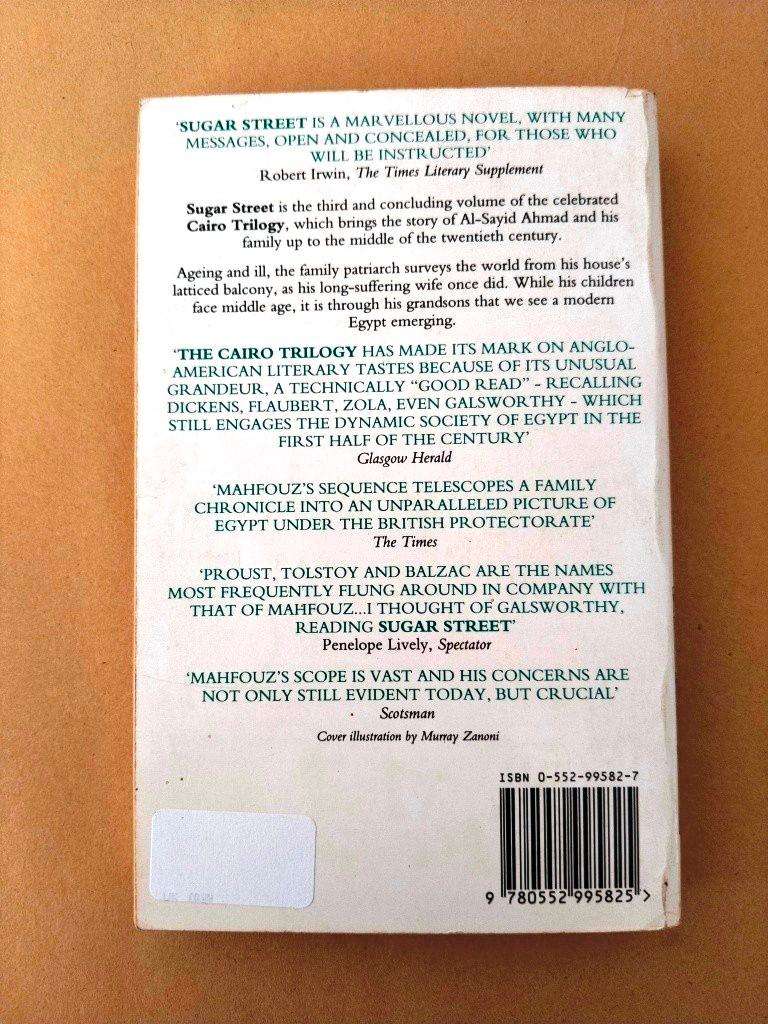 ‘SUGAR STREET IS A MARVELLOUS NOVEL, WITH MANY
MESSAGES, OPEN AND CONCEALED, FOR THOSE WHO
WILL BE INSTRUCTED’
Robert Irwin, The Times Literary Supplement
Sugar Street is the third and concluding volume of the celebrated
Cairo Trilogy, which brings the story of Al-Sayid Ahmad and his
family up to the middle of the twentieth century.
Ageing and ill, the family patriarch surveys the world from his house's
latticed balcony, as his long-suffering wife once did. While his children
face middle age, it is through his grandsons that we see a modern
Egypt emerging.
‘THE CAIRO TRILOGY HAS MADE ITS MARK ON ANGLO-
AMERICAN LITERARY TASTES BECAUSE OF ITS UNUSUAL
GRANDEUR, A TECHNICALLY “GOOD READ” – RECALLING
DICKENS, FLAUBERT, ZOLA, EVEN GALSWORTHY – WHICH
STILL ENGAGES THE DYNAMIC SOCIETY OF EGYPT IN THE
FIRST HALF OF THE CENTURY’
Glasgow Herald
‘MAHFOUZ'S SEQUENCE TELESCOPES A FAMILY
CHRONICLE INTO AN UNPARALLELED PICTURE OF
EGYPT UNDER THE BRITISH PROTECTORATE’
The Times
‘PROUST, TOLSTOY AND BALZAC ARE THE NAMES
MOST FREQUENTLY FLUNG AROUND IN COMPANY WITH
THAT OF MAHFOUZ...I THOUGHT OF GALSWORTHY,
READING SUGAR STREET’
Penelope Lively, Spectator
‘MAHFOUZ'S SCOPE IS VAST AND HIS CONCERNS ARE
NOT ONLY STILL EVIDENT TODAY, BUT CRUCIAL’
Scotsman
Cover illustration by Murray Zanoni
ISBN 0-552-99582-7
9 780552 995825 >